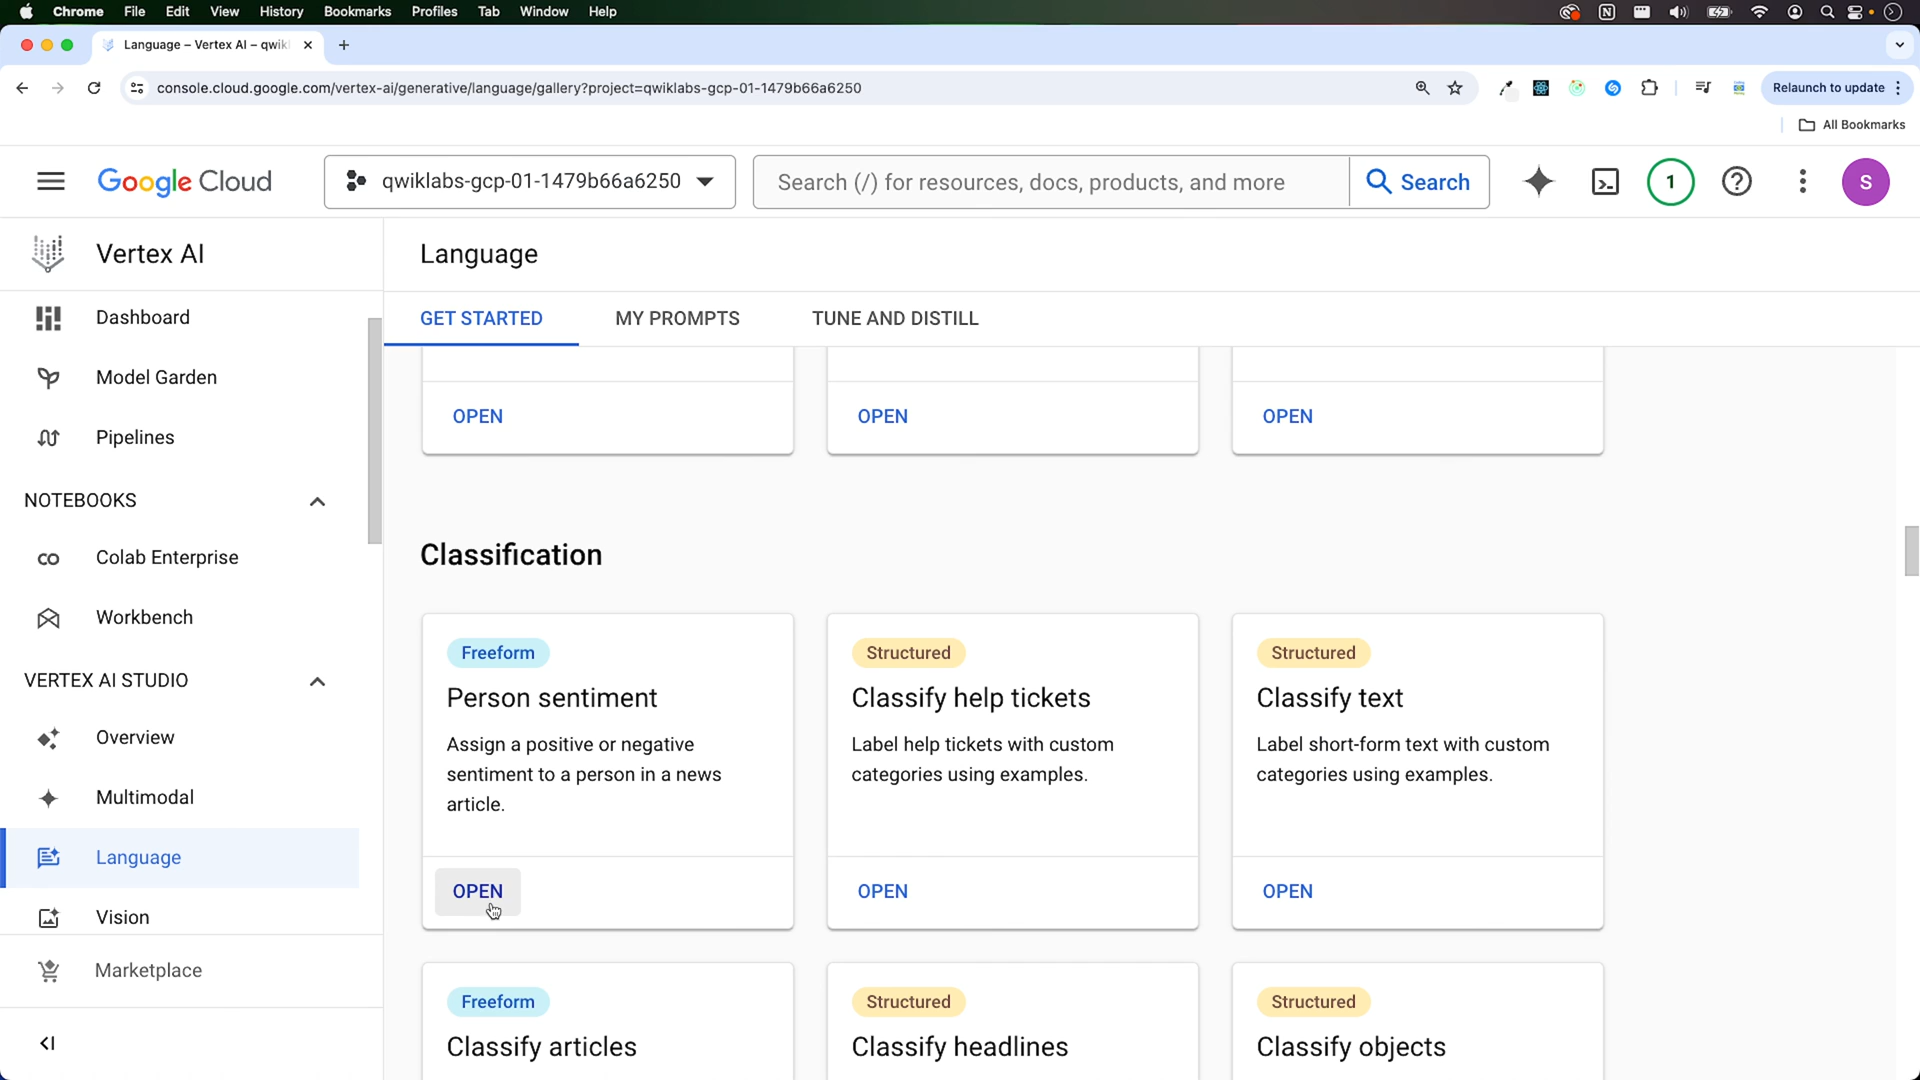 Chrome File Edit View History Bookmarks Profiles Tab Window Help
Language – Vertex AI – qwikl
console.cloud.google.com/vertex-ai/generative/language/gallery?project=qwiklabs-gcp-01-1479b66a6250
Relaunch to update
All Bookmarks
Google Cloud
qwiklabs-gcp-01-1479b66a6250
Search (/) for resources, docs, products, and more
Search
1
S
Vertex AI
Language
Dashboard
Model Garden
Pipelines
NOTEBOOKS
Colab Enterprise
Workbench
VERTEX AI STUDIO
Overview
Multimodal
Language
Vision
Marketplace
GET STARTED MY PROMPTS TUNE AND DISTILL
OPEN OPEN OPEN
Classification
Freeform
Person sentiment
Assign a positive or negative
sentiment to a person in a news
article.
OPEN
Structured
Classify help tickets
Label help tickets with custom
categories using examples.
OPEN
Structured
Classify text
Label short-form text with custom
categories using examples.
OPEN
Freeform
Classify articles
Structured
Classify headlines
Structured
Classify objects